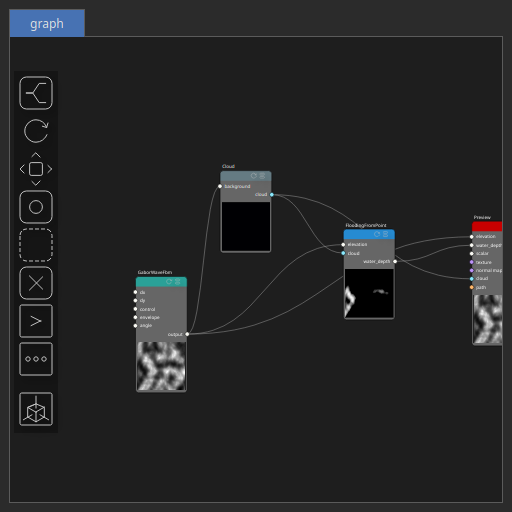 graph
Cloud
background
cloud
FloodingFromPoint
elevation
cloud
water_depth
Preview
elevation
water_depth
scalar
texture
normal map
cloud
path
GaborWaveFbm
dx
dy
control
envelope
angle
output